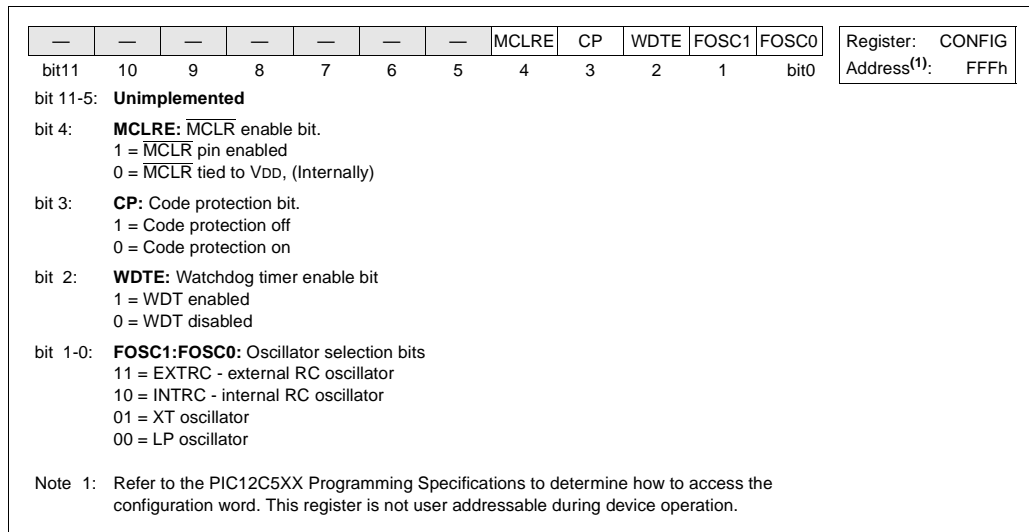 — — — — — — — MCLRE CP WDTE FOSC1 FOSC0
Register: CONFIG
Address(1): FFFh
bit11 10 9 8 7 6 5 4 3 2 1 bit0
bit 11-5: Unimplemented
bit 4: MCLRE: MCLR enable bit.
1 = MCLR pin enabled
0 = MCLR tied to VDD, (Internally)
bit 3: CP: Code protection bit.
1 = Code protection off
0 = Code protection on
bit 2: WDTE: Watchdog timer enable bit
1 = WDT enabled
0 = WDT disabled
bit 1-0: FOSC1:FOSC0: Oscillator selection bits
11 = EXTRC - external RC oscillator
10 = INTRC - internal RC oscillator
01 = XT oscillator
00 = LP oscillator
Note 1: Refer to the PIC12C5XX Programming Specifications to determine how to access the
configuration word. This register is not user addressable during device operation.